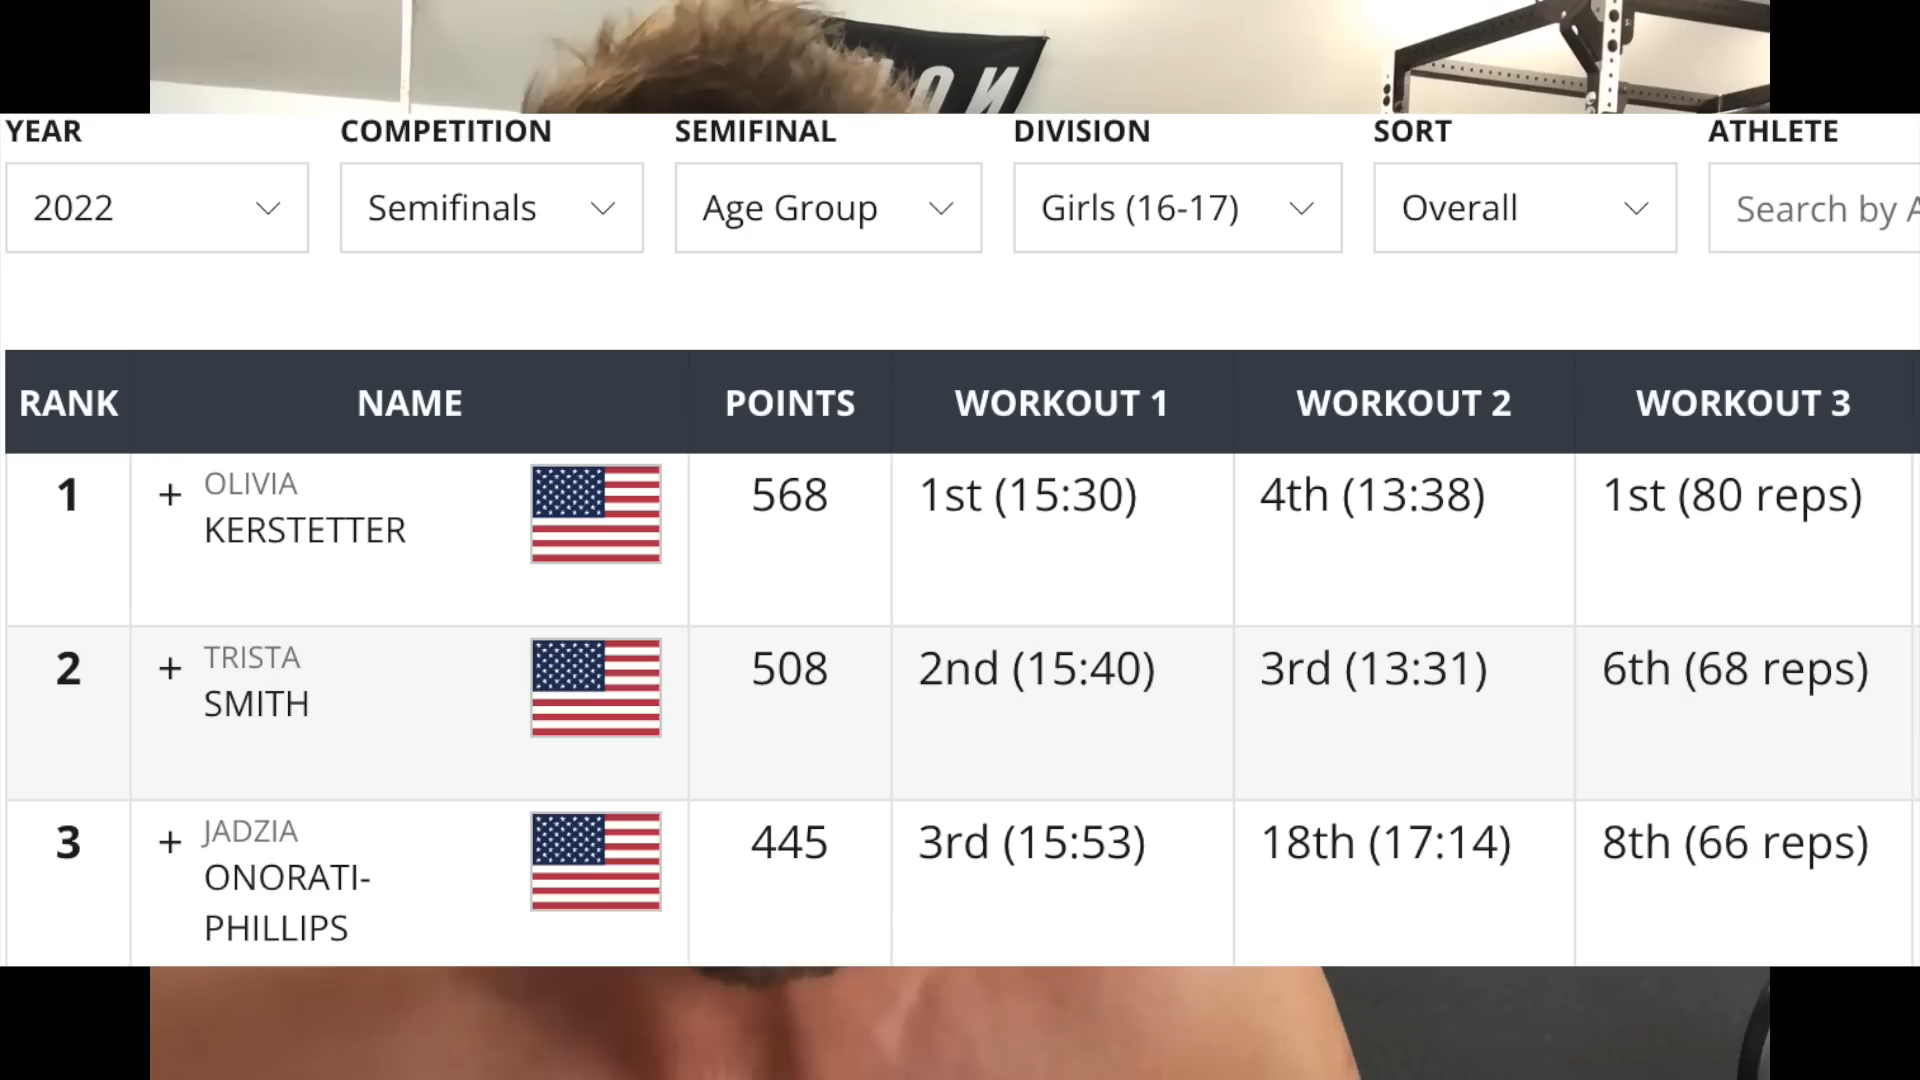 ON
YEAR COMPETITION SEMIFINAL DIVISION SORT ATHLETE
2022 Semifinals Age Group Girls (16-17) Overall Search by A
RANK NAME POINTS WORKOUT 1 WORKOUT 2 WORKOUT 3
1 + OLIVIA 568 1st (15:30) 4th (13:38) 1st (80 reps)
KERSTETTER
2 + TRISTA 508 2nd (15:40) 3rd (13:31) 6th (68 reps)
SMITH
3 + JADZIA 445 3rd (15:53) 18th (17:14) 8th (66 reps)
ONORATI-
PHILLIPS